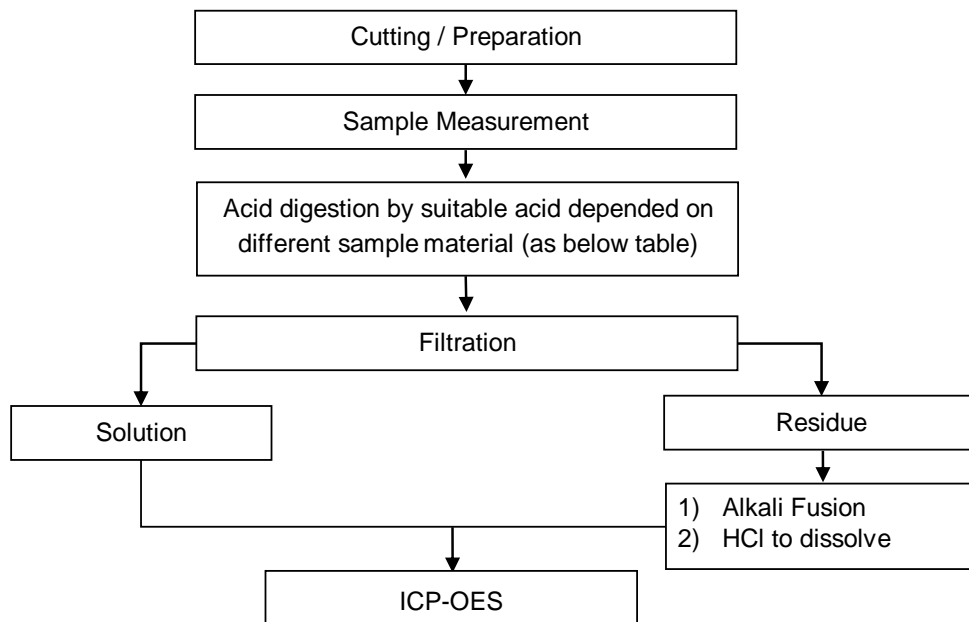 Cutting / Preparation
Sample Measurement
Acid digestion by suitable acid depended on
different sample material (as below table)
Filtration
Solution
Residue
1) Alkali Fusion
2) HCl to dissolve
ICP-OES